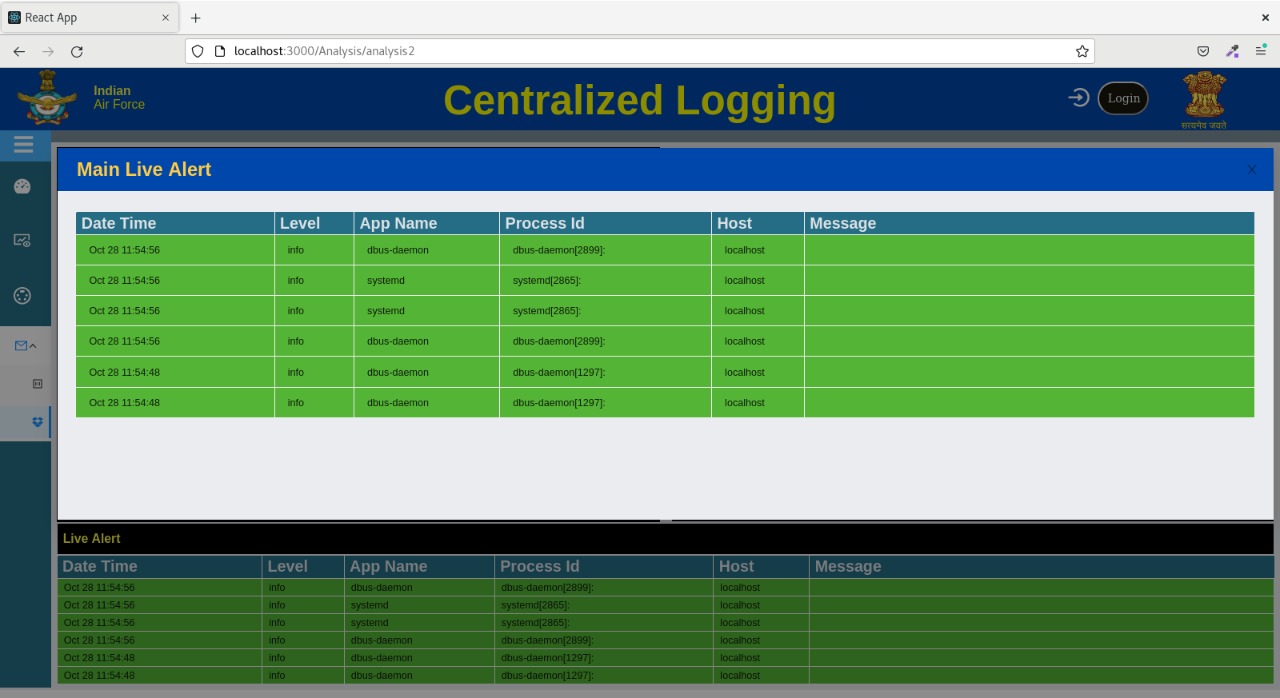 React App
localhost:3000/Analysis/analysis2
Indian
Air Force
Centralized Logging
Login
सत्यमेव जयते
Main Live Alert
X
Date Time Level App Name Process Id Host Message
Oct 28 11:54:56 info dbus-daemon dbus-daemon[2899]: localhost
Oct 28 11:54:56 info systemd systemd[2865]: localhost
Oct 28 11:54:56 info systemd systemd[2865]: localhost
Oct 28 11:54:56 info dbus-daemon dbus-daemon[2899]: localhost
Oct 28 11:54:48 info dbus-daemon dbus-daemon[1297]: localhost
Oct 28 11:54:48 info dbus-daemon dbus-daemon[1297]: localhost
Live Alert
Date Time Level App Name Process Id Host Message
Oct 28 11:54:56 info dbus-daemon dbus-daemon[2899]: localhost
Oct 28 11:54:56 info systemd systemd[2865]: localhost
Oct 28 11:54:56 info systemd systemd[2865]: localhost
Oct 28 11:54:56 info dbus-daemon dbus-daemon[2899]: localhost
Oct 28 11:54:48 info dbus-daemon dbus-daemon[1297]: localhost
Oct 28 11:54:48 info dbus-daemon dbus-daemon[1297]: localhost